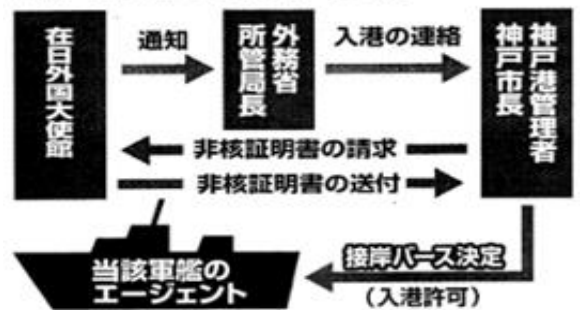 在日外国大使館
通知
外務省
所管局長
入港の連絡
神戸港管理者
神戸市長
非核証明書の請求
非核証明書の送付
当該軍艦の
エージェント
接岸バース決定
(入港許可)